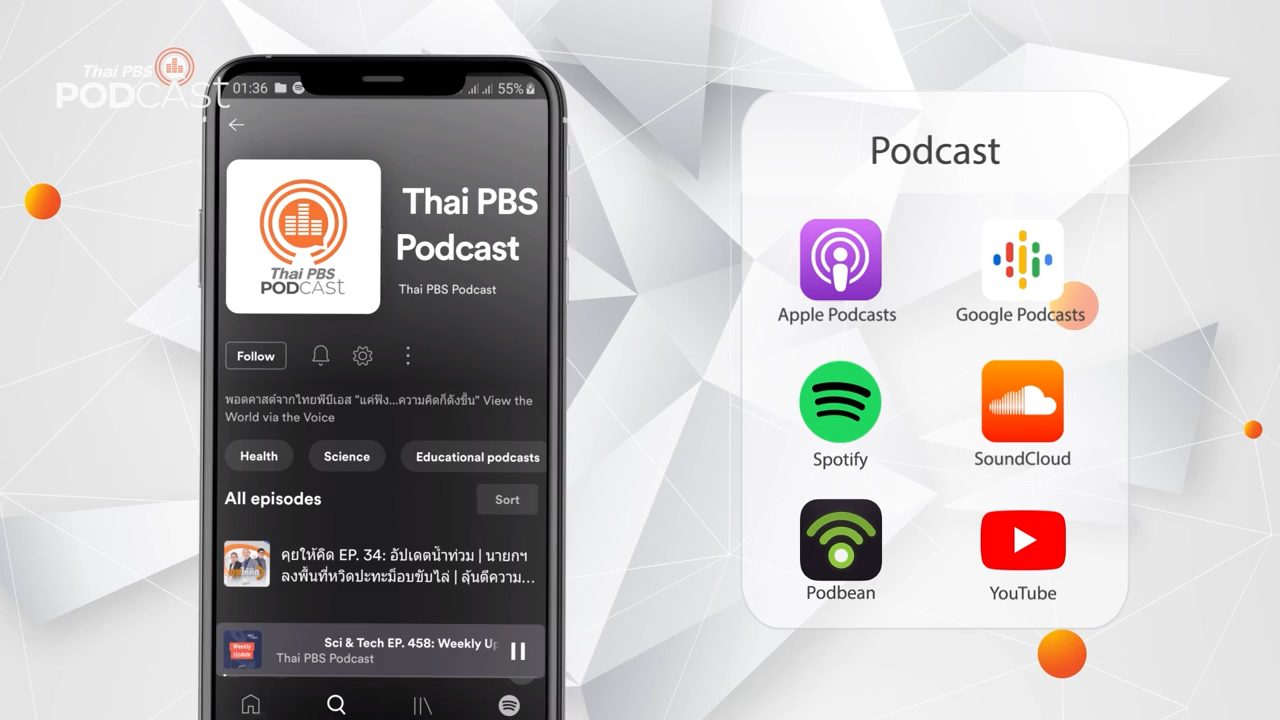 Thai PBS
PODCAST
01:36
55%
Thai PBS
PODCAST
Thai PBS
Podcast
Thai PBS Podcast
Follow
พอดคาสต์จากไทยพีบีเอส "แค่ฟัง...ความคิดก็ดังขึ้น" View the
World via the Voice
Health
Science
Educational podcasts
All episodes
Sort
คุยให้คิด EP. 34: อัปเดตน้ำท่วม | นายกฯ
ลงพื้นที่หวิดปะทะม็อบขับไล่ | ลุ้นตีความ...
Weekly
Update
Sci & Tech EP. 458: Weekly Up
Thai PBS Podcast
Podcast
Apple Podcasts
Google Podcasts
Spotify
SoundCloud
Podbean
YouTube